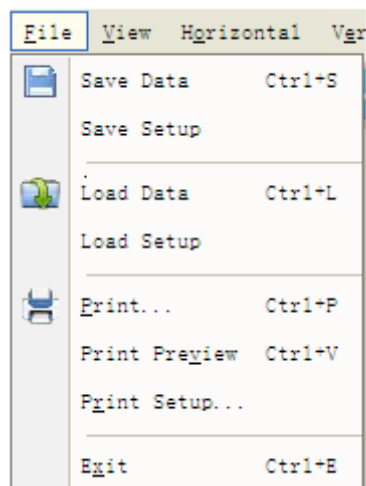 File View Horizontal Ver
Save Data Ctrl+S
Save Setup
Load Data Ctrl+L
Load Setup
Print... Ctrl+P
Print Preview Ctrl+V
Print Setup...
Exit Ctrl+E